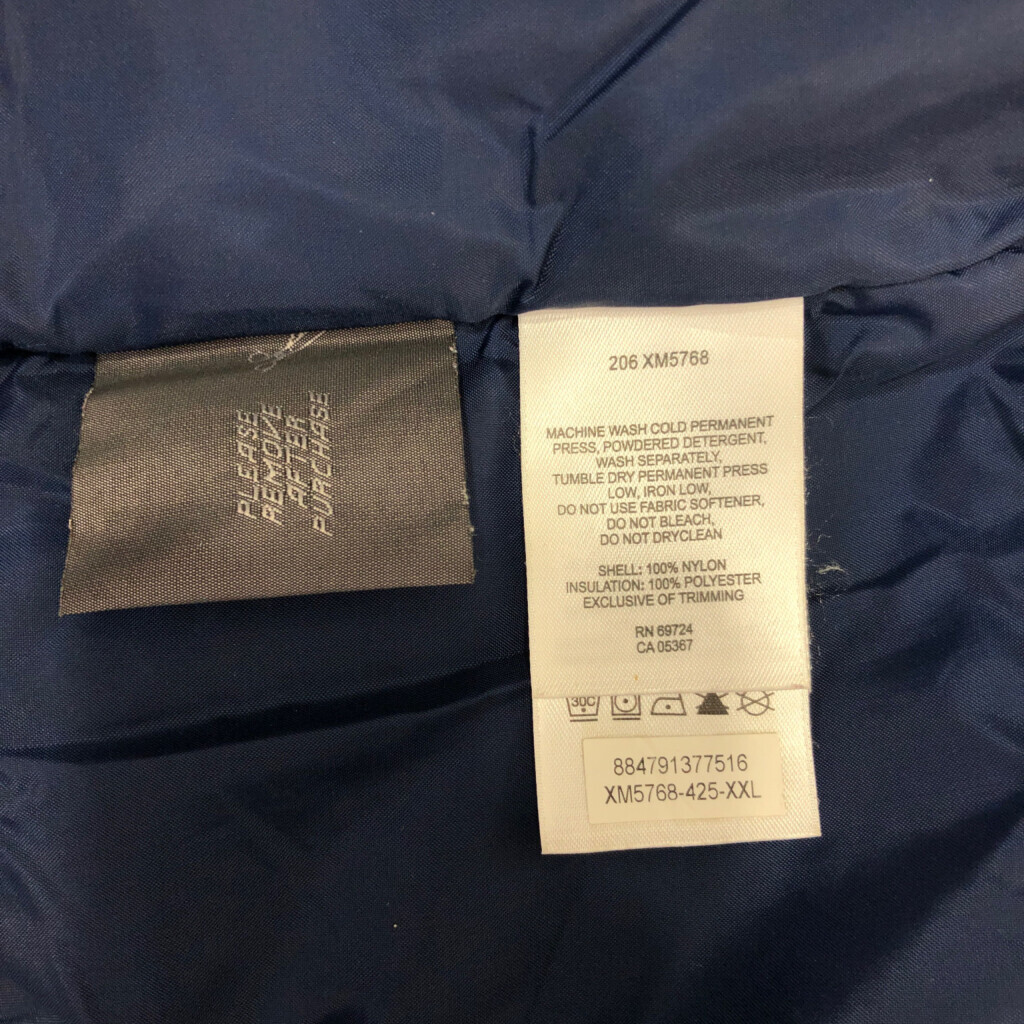 PLEASE
REMOVE
AFTER
PURCHASE
206 XM5768
MACHINE WASH COLD PERMANENT
PRESS, POWDERED DETERGENT,
WASH SEPARATELY,
TUMBLE DRY PERMANENT PRESS
LOW, IRON LOW,
DO NOT USE FABRIC SOFTENER,
DO NOT BLEACH,
DO NOT DRYCLEAN
SHELL: 100% NYLON
INSULATION: 100% POLYESTER
EXCLUSIVE OF TRIMMING
RN 69724
CA 05367
30C
884791377516
XM5768-425-XXL